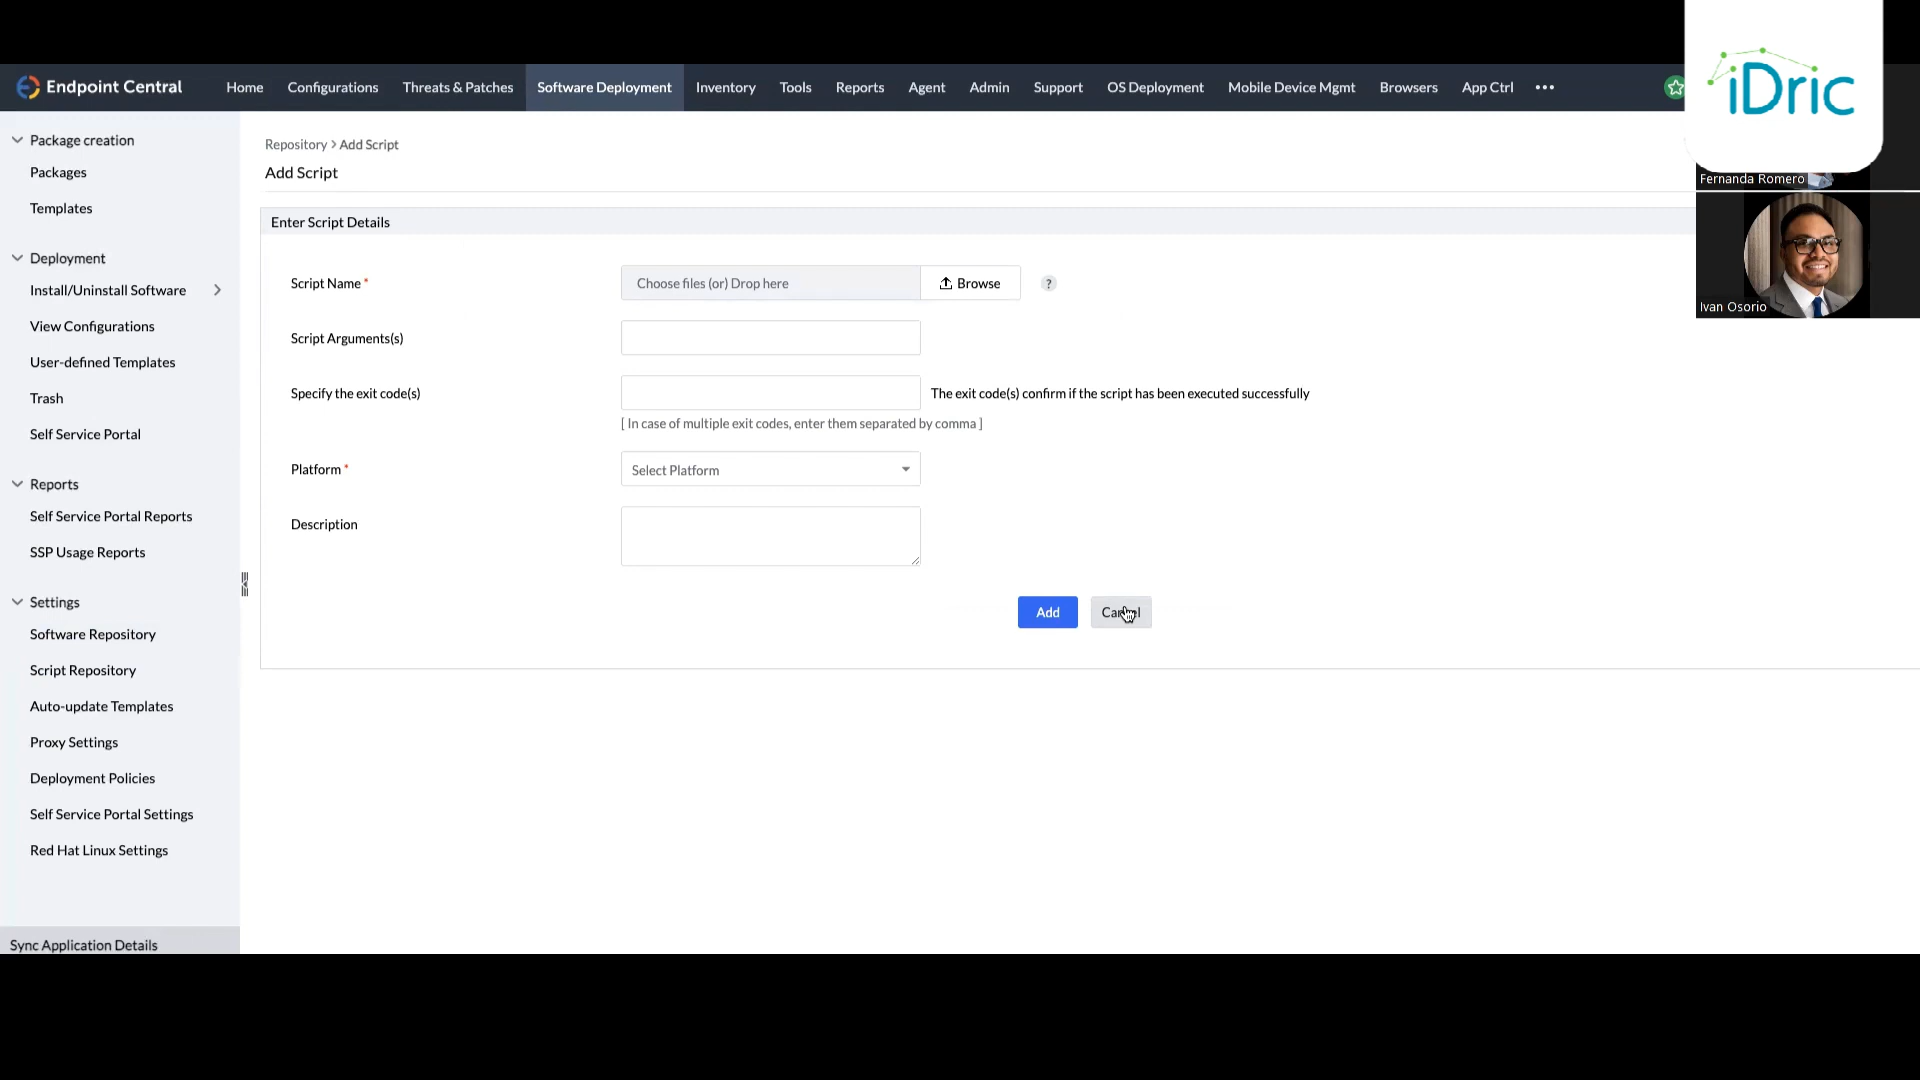 Endpoint Central Home Configurations Threats & Patches Software Deployment Inventory Tools Reports Agent Admin Support OS Deployment Mobile Device Mgmt Browsers App Ctrl •••
iDric
Fernanda Romero
Ivan Osorio
Package creation
Packages
Templates
Deployment
Install/Uninstall Software
View Configurations
User-defined Templates
Trash
Self Service Portal
Reports
Self Service Portal Reports
SSP Usage Reports
Settings
Software Repository
Script Repository
Auto-update Templates
Proxy Settings
Deployment Policies
Self Service Portal Settings
Red Hat Linux Settings
Sync Application Details
Repository > Add Script
Add Script
Enter Script Details
Script Name * Choose files (or) Drop here Browse ?
Script Arguments(s)
Specify the exit code(s) The exit code(s) confirm if the script has been executed successfully
[ In case of multiple exit codes, enter them separated by comma ]
Platform * Select Platform
Description
Add Cancel